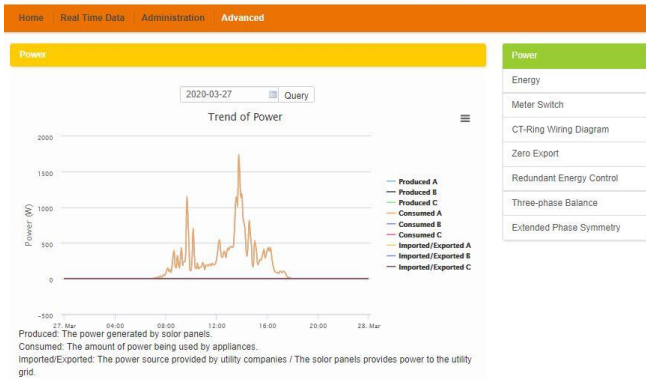 Home Real Time Data Administration Advanced
Power
2020-03-27 Query
Trend of Power
Power (W)
2000
1500
1000
500
0
-500
27. Mar 04:00 08:00 12:00 16:00 20:00 28. Mar
Produced A
Produced B
Produced C
Consumed A
Consumed B
Consumed C
Imported/Exported A
Imported/Exported B
Imported/Exported C
Produced: The power generated by solor panels.
Consumed: The amount of power being used by appliances.
Imported/Exported: The power source provided by utility companies / The solor panels provides power to the utility
grid.
Power
Energy
Meter Switch
CT-Ring Wiring Diagram
Zero Export
Redundant Energy Control
Three-phase Balance
Extended Phase Symmetry